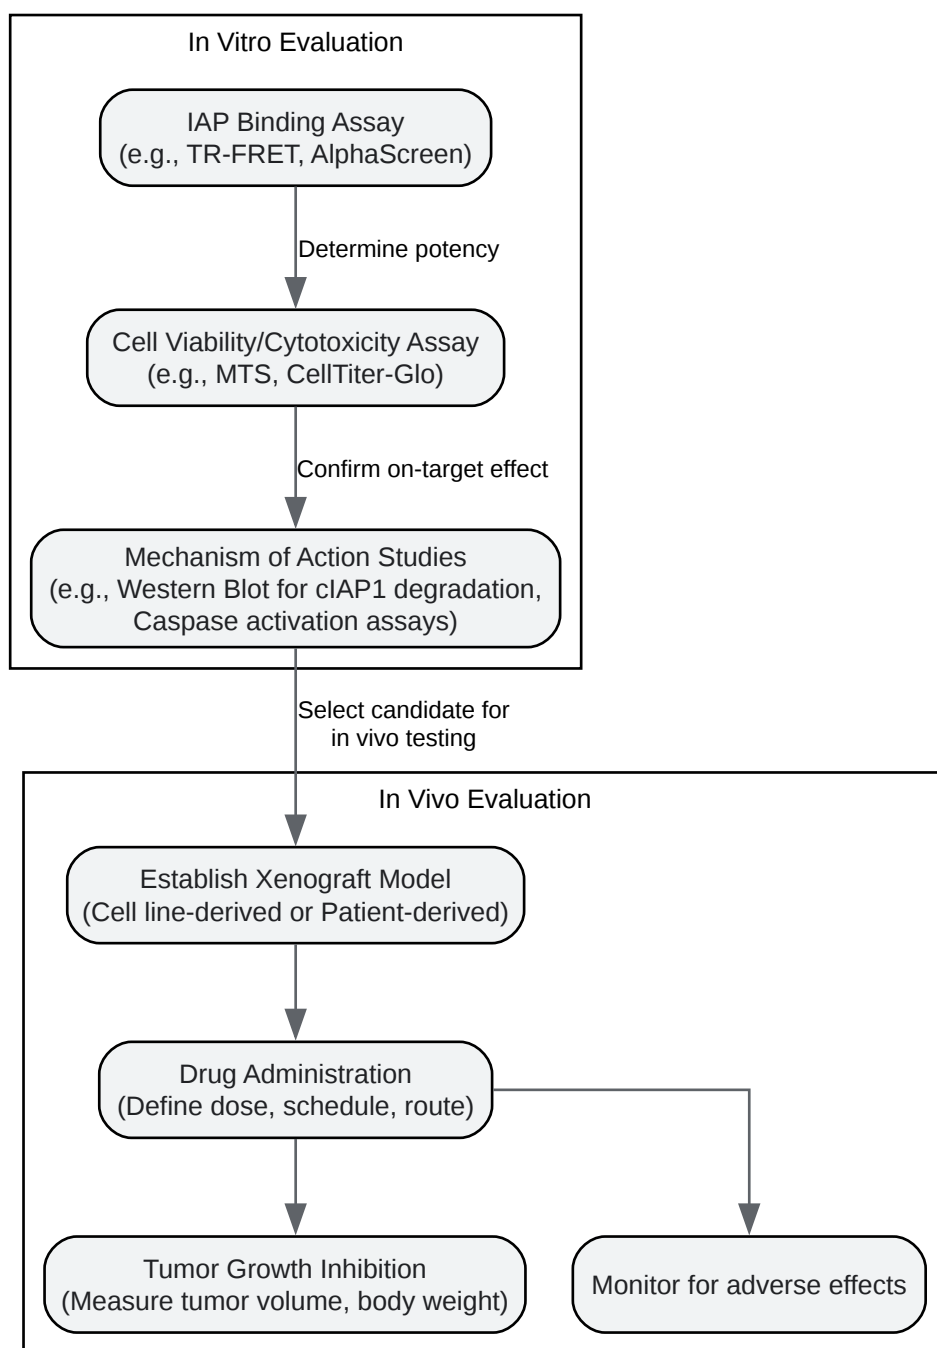 In Vitro Evaluation
IAP Binding Assay
(e.g., TR-FRET, AlphaScreen)
Determine potency
Cell Viability/Cytotoxicity Assay
(e.g., MTS, CellTiter-Glo)
Confirm on-target effect
Mechanism of Action Studies
(e.g., Western Blot for cIAP1 degradation,
Caspase activation assays)
Select candidate for
in vivo testing
In Vivo Evaluation
Establish Xenograft Model
(Cell line-derived or Patient-derived)
Drug Administration
(Define dose, schedule, route)
Tumor Growth Inhibition
(Measure tumor volume, body weight)
Monitor for adverse effects